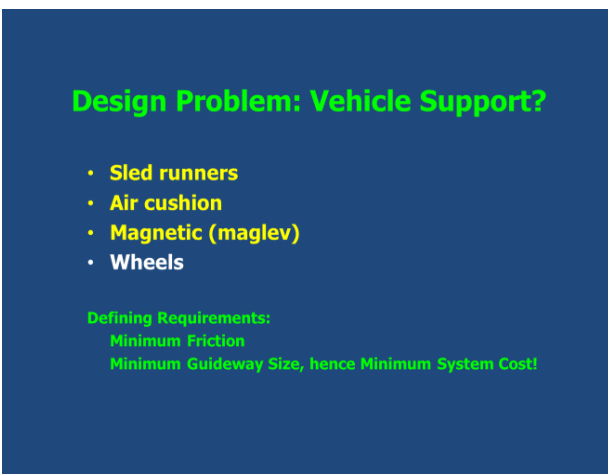 Design Problem: Vehicle Support?
• Sled runners
• Air cushion
• Magnetic (maglev)
• Wheels
Defining Requirements:
Minimum Friction
Minimum Guideway Size, hence Minimum System Cost!